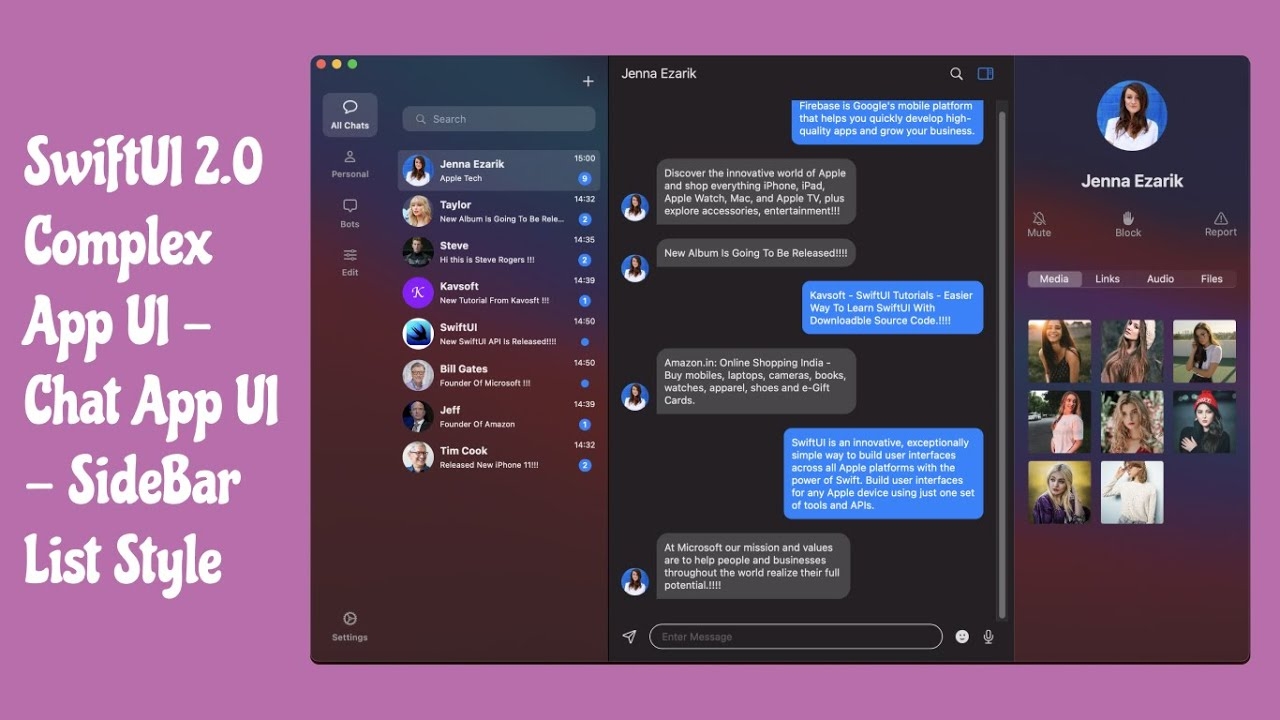 SwiftUI 2.0
Complex
App UI -
Chat App UI
- SideBar
List Style
All Chats
Personal
Bots
Edit
Settings
Search
Jenna Ezarik
15:00
Apple Tech
9
Taylor
14:32
New Album Is Going To Be Rele...
2
Steve
14:35
Hi this is Steve Rogers !!!
2
Kavsoft
14:39
New Tutorial From Kavosft !!!
1
SwiftUI
14:50
New SwiftUI API Is Released!!!!
Bill Gates
14:50
Founder Of Microsoft !!!
Jeff
14:39
Founder Of Amazon
1
Tim Cook
14:32
Released New iPhone 11!!!
2
K
Jenna Ezarik
Firebase is Google's mobile platform
that helps you quickly develop high-
quality apps and grow your business.
Discover the innovative world of Apple
and shop everything iPhone, iPad,
Apple Watch, Mac, and Apple TV, plus
explore accessories, entertainment!!!
New Album Is Going To Be Released!!!!
Kavsoft - SwiftUI Tutorials - Easier
Way To Learn SwiftUI With
Downloadble Source Code.!!!!
Amazon.in: Online Shopping India -
Buy mobiles, laptops, cameras, books,
watches, apparel, shoes and e-Gift
Cards.
SwiftUI is an innovative, exceptionally
simple way to build user interfaces
across all Apple platforms with the
power of Swift. Build user interfaces
for any Apple device using just one set
of tools and APIs.
At Microsoft our mission and values
are to help people and businesses
throughout the world realize their full
potential.!!!!
Enter Message
Jenna Ezarik
Mute
Block
Report
Media
Links
Audio
Files